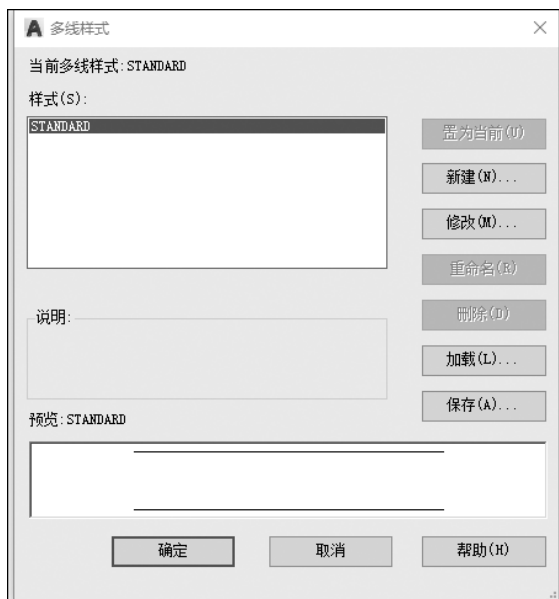 多线样式
当前多线样式:STANDARD
样式(S):
STANDARD
置为当前(U)
新建(N)...
修改(M)...
重命名(R)
删除(D)
加载(L)...
保存(A)...
说明:
预览:STANDARD
确定
取消
帮助(H)